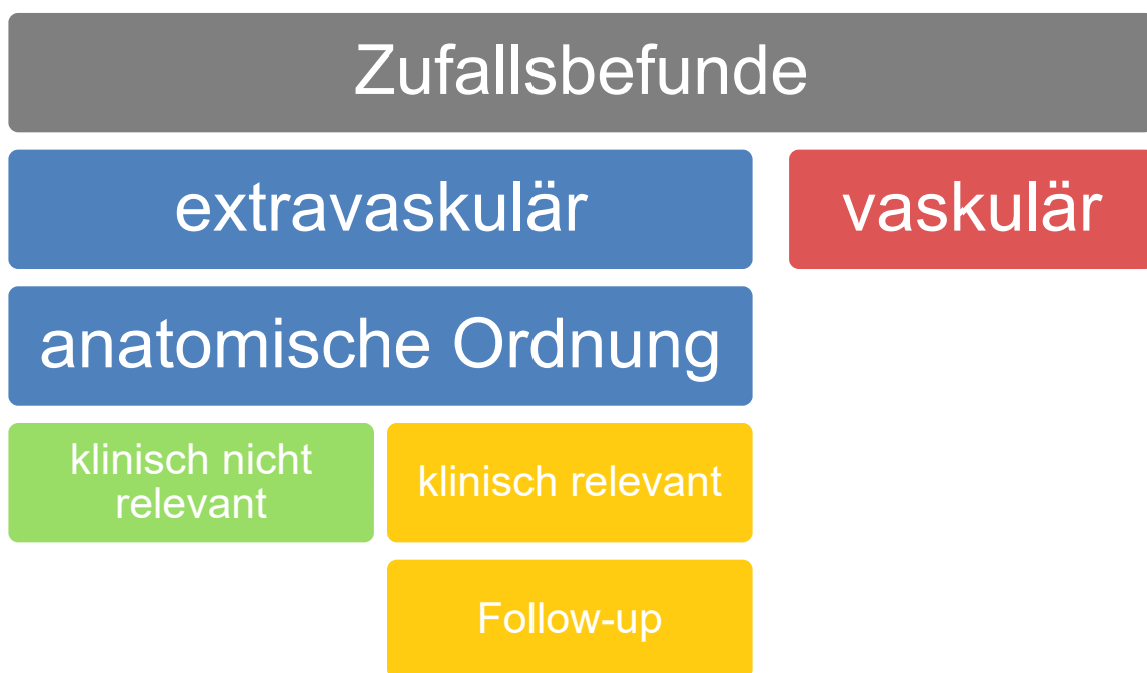 Zufallsbefunde
extravaskulär
vaskulär
anatomische Ordnung
klinisch nicht
relevant
klinisch relevant
Follow-up